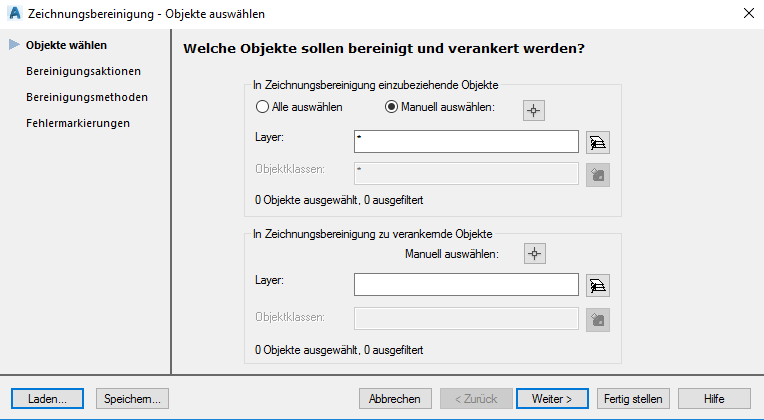 Zeichnungsbereinigung - Objekte auswählen
Objekte wählen
Bereinigungsaktionen
Bereinigungsmethoden
Fehlermarkierungen
Welche Objekte sollen bereinigt und verankert werden?
In Zeichnungsbereinigung einzubeziehende Objekte
Alle auswählen Manuell auswählen:
Layer: *
Objektklassen: *
0 Objekte ausgewählt, 0 ausgefiltert
In Zeichnungsbereinigung zu verankernde Objekte
Manuell auswählen:
Layer:
Objektklassen:
0 Objekte ausgewählt, 0 ausgefiltert
Laden... Speichern... Abbrechen < Zurück Weiter > Fertig stellen Hilfe